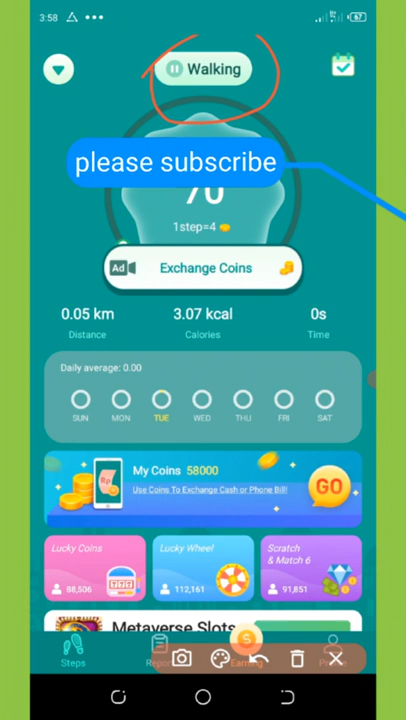 3:58
67
Walking
please subscribe
70
1step=4
Ad
Exchange Coins
0.05 km
3.07 kcal
0s
Distance
Calories
Time
Daily average: 0.00
SUN
MON
TUE
WED
THU
FRI
SAT
My Coins 58000
Use Coins To Exchange Cash or Phone Bill!
GO
Lucky Coins
Lucky Wheel
Scratch
& Match 6
88,506
112,161
91,851
Metaverse Slots
Steps